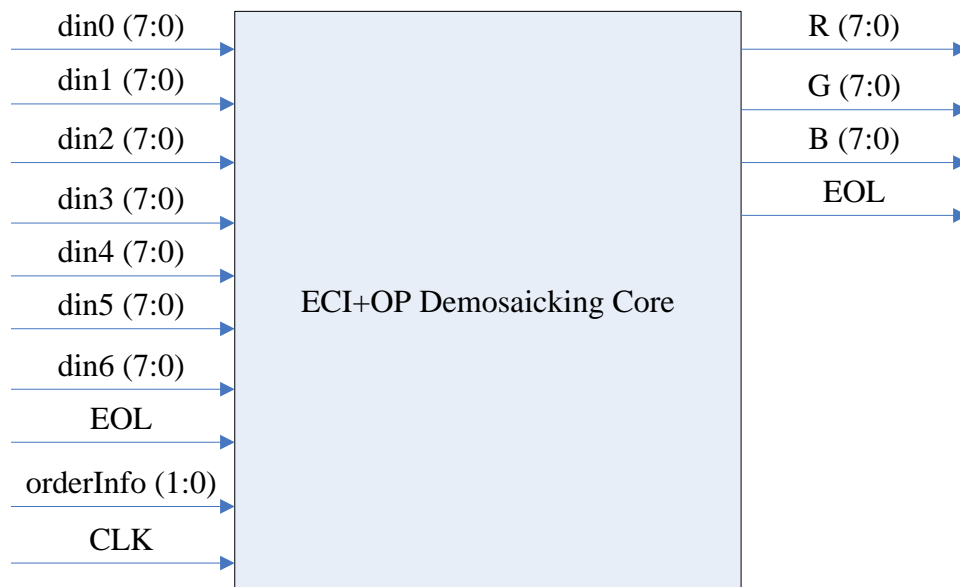 din0 (7:0)
din1 (7:0)
din2 (7:0)
din3 (7:0)
din4 (7:0)
din5 (7:0)
din6 (7:0)
EOL
orderInfo (1:0)
CLK
ECI+OP Demosaicking Core
R (7:0)
G (7:0)
B (7:0)
EOL